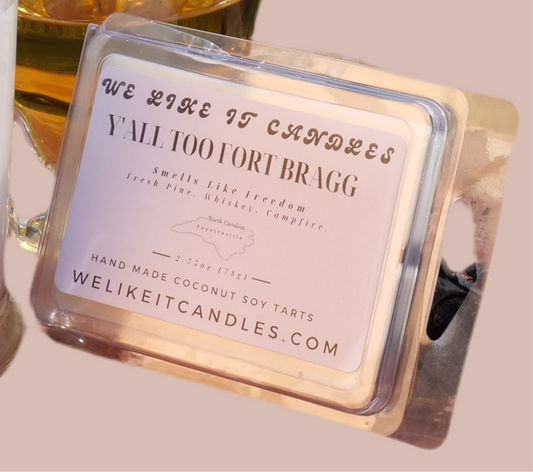 WE LIKE IT CANDLES
Y'ALL TOO FORT BRAGG
Smells Like Freedom
Fresh Pine. Whiskey. Campfire.
North Carolina
Fayetteville
2.75oz (78g)
HAND MADE COCONUT SOY TARTS
WELIKEITCANDLES.COM